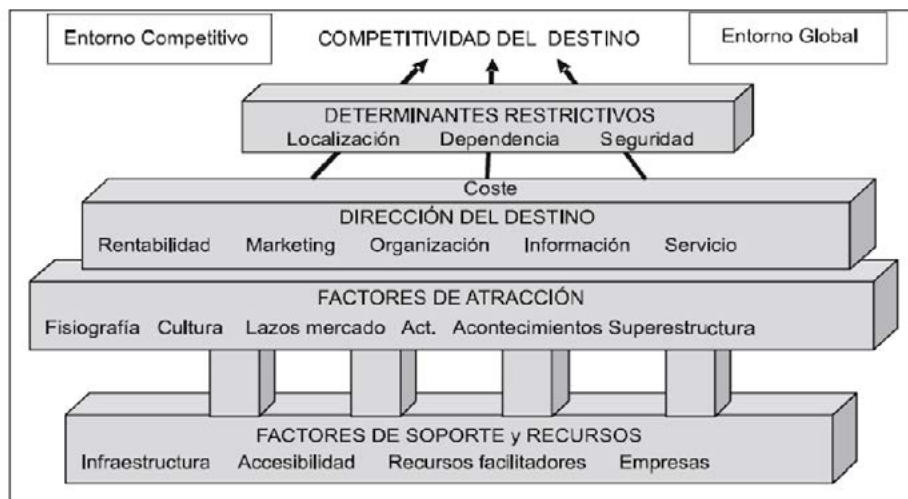 Entorno Competitivo
COMPETITIVIDAD DEL DESTINO
Entorno Global
DETERMINANTES RESTRICTIVOS
Localización Dependencia Seguridad
Coste
DIRECCIÓN DEL DESTINO
Rentabilidad Marketing Organización Información Servicio
FACTORES DE ATRACCIÓN
Fisiografía Cultura Lazos mercado Act. Acontecimientos Superestructura
FACTORES DE SOPORTE y RECURSOS
Infraestructura Accesibilidad Recursos facilitadores Empresas